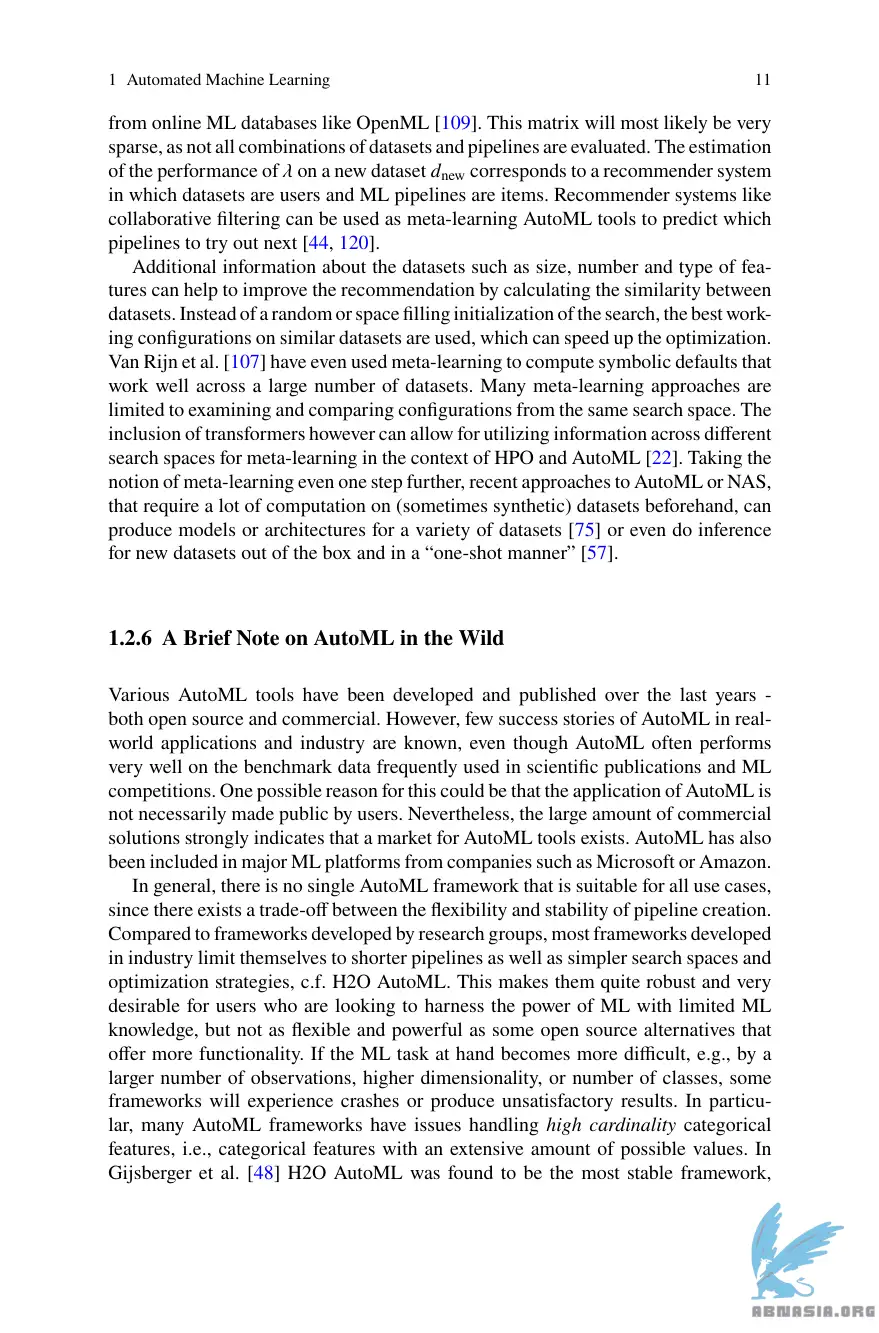 1 Automated Machine Learning 11
from online ML databases like OpenML [109]. This matrix will most likely be very
sparse, as not all combinations of datasets and pipelines are evaluated. The estimation
of the performance of λ on a new dataset dnew corresponds to a recommender system
in which datasets are users and ML pipelines are items. Recommender systems like
collaborative filtering can be used as meta-learning AutoML tools to predict which
pipelines to try out next [44, 120].
Additional information about the datasets such as size, number and type of fea-
tures can help to improve the recommendation by calculating the similarity between
datasets. Instead of a random or space filling initialization of the search, the best work-
ing configurations on similar datasets are used, which can speed up the optimization.
Van Rijn et al. [107] have even used meta-learning to compute symbolic defaults that
work well across a large number of datasets. Many meta-learning approaches are
limited to examining and comparing configurations from the same search space. The
inclusion of transformers however can allow for utilizing information across different
search spaces for meta-learning in the context of HPO and AutoML [22]. Taking the
notion of meta-learning even one step further, recent approaches to AutoML or NAS,
that require a lot of computation on (sometimes synthetic) datasets beforehand, can
produce models or architectures for a variety of datasets [75] or even do inference
for new datasets out of the box and in a “one-shot manner” [57].
1.2.6 A Brief Note on AutoML in the Wild
Various AutoML tools have been developed and published over the last years -
both open source and commercial. However, few success stories of AutoML in real-
world applications and industry are known, even though AutoML often performs
very well on the benchmark data frequently used in scientific publications and ML
competitions. One possible reason for this could be that the application of AutoML is
not necessarily made public by users. Nevertheless, the large amount of commercial
solutions strongly indicates that a market for AutoML tools exists. AutoML has also
been included in major ML platforms from companies such as Microsoft or Amazon.
In general, there is no single AutoML framework that is suitable for all use cases,
since there exists a trade-off between the flexibility and stability of pipeline creation.
Compared to frameworks developed by research groups, most frameworks developed
in industry limit themselves to shorter pipelines as well as simpler search spaces and
optimization strategies, c.f. H2O AutoML. This makes them quite robust and very
desirable for users who are looking to harness the power of ML with limited ML
knowledge, but not as flexible and powerful as some open source alternatives that
offer more functionality. If the ML task at hand becomes more difficult, e.g., by a
larger number of observations, higher dimensionality, or number of classes, some
frameworks will experience crashes or produce unsatisfactory results. In particu-
lar, many AutoML frameworks have issues handling high cardinality categorical
features, i.e., categorical features with an extensive amount of possible values. In
Gijsberger et al. [48] H2O AutoML was found to be the most stable framework,
ABNASIA.ORG